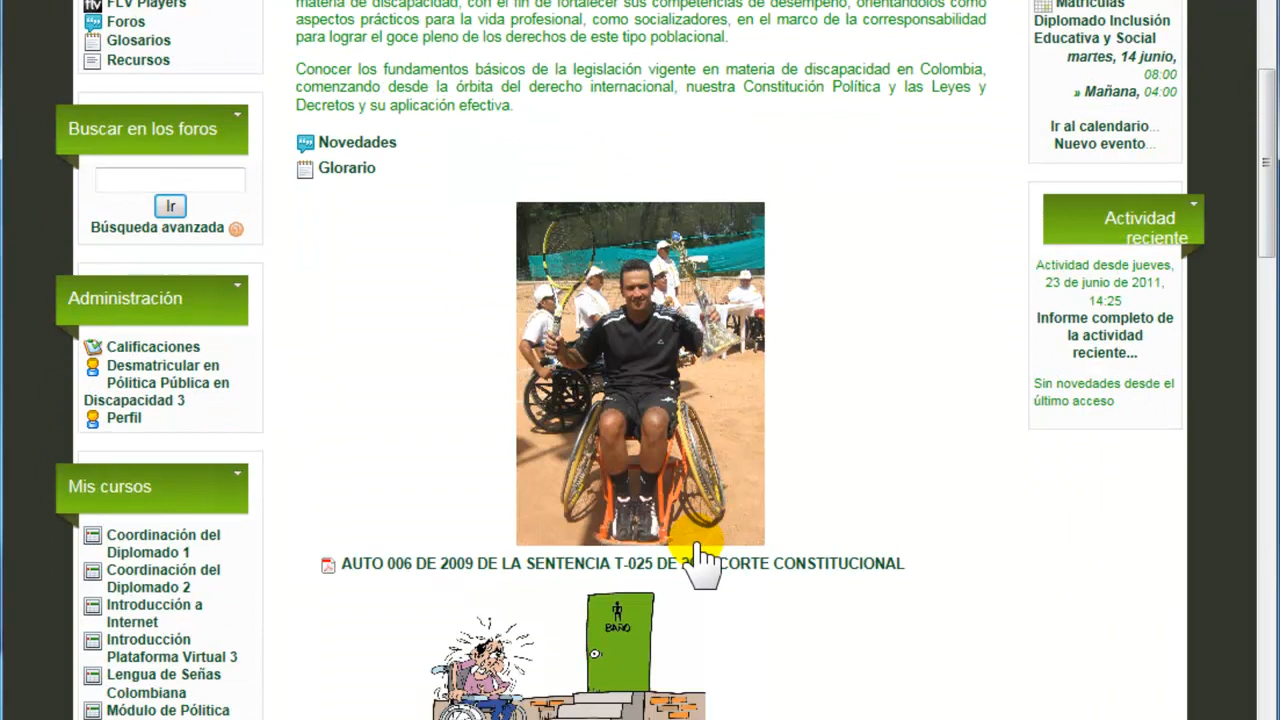 FLV Players
Foros
Glosarios
Recursos
Buscar en los foros
Ir
Búsqueda avanzada
Administración
Calificaciones
Desmatricular en
Pólitica Pública en
Discapacidad 3
Perfil
Mis cursos
Coordinación del
Diplomado 1
Coordinación del
Diplomado 2
Introducción a
Internet
Introducción
Plataforma Virtual 3
Lengua de Señas
Colombiana
Módulo de Pólitica
materia de discapacidad, con el fin de fortalecer sus competencias de desempeño, orientándolos como
aspectos prácticos para la vida profesional, como socializadores, en el marco de la corresponsabilidad
para lograr el goce pleno de los derechos de este tipo poblacional.
Conocer los fundamentos básicos de la legislación vigente en materia de discapacidad en Colombia,
comenzando desde la órbita del derecho internacional, nuestra Constitución Política y las Leyes y
Decretos y su aplicación efectiva.
Novedades
Glorario
AUTO 006 DE 2009 DE LA SENTENCIA T-025 DE CORTE CONSTITUCIONAL
BAÑO
Matrículas
Diplomado Inclusión
Educativa y Social
martes, 14 junio,
08:00
» Mañana, 04:00
Ir al calendario...
Nuevo evento...
Actividad
reciente
Actividad desde jueves,
23 de junio de 2011,
14:25
Informe completo de
la actividad
reciente...
Sin novedades desde el
último acceso